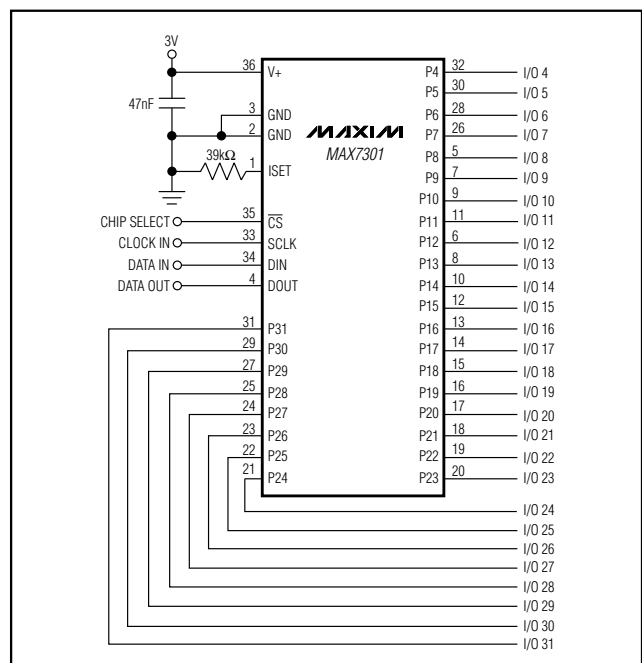 3V
36 V+ P4 32 I/O 4
P5 30 I/O 5
47nF
3 GND P6 28 I/O 6
2 GND P7 26 I/O 7
MAXIM
MAX7301
39kΩ
1 ISET P8 5 I/O 8
P9 7 I/O 9
P10 9 I/O 10
CHIP SELECT 35 CS P11 11 I/O 11
CLOCK IN 33 SCLK P12 6 I/O 12
DATA IN 34 DIN P13 8 I/O 13
DATA OUT 4 DOUT P14 10 I/O 14
P15 12 I/O 15
31 P31 P16 13 I/O 16
29 P30 P17 14 I/O 17
27 P29 P18 15 I/O 18
25 P28 P19 16 I/O 19
24 P27 P20 17 I/O 20
23 P26 P21 18 I/O 21
22 P25 P22 19 I/O 22
21 P24 P23 20 I/O 23
I/O 24
I/O 25
I/O 26
I/O 27
I/O 28
I/O 29
I/O 30
I/O 31